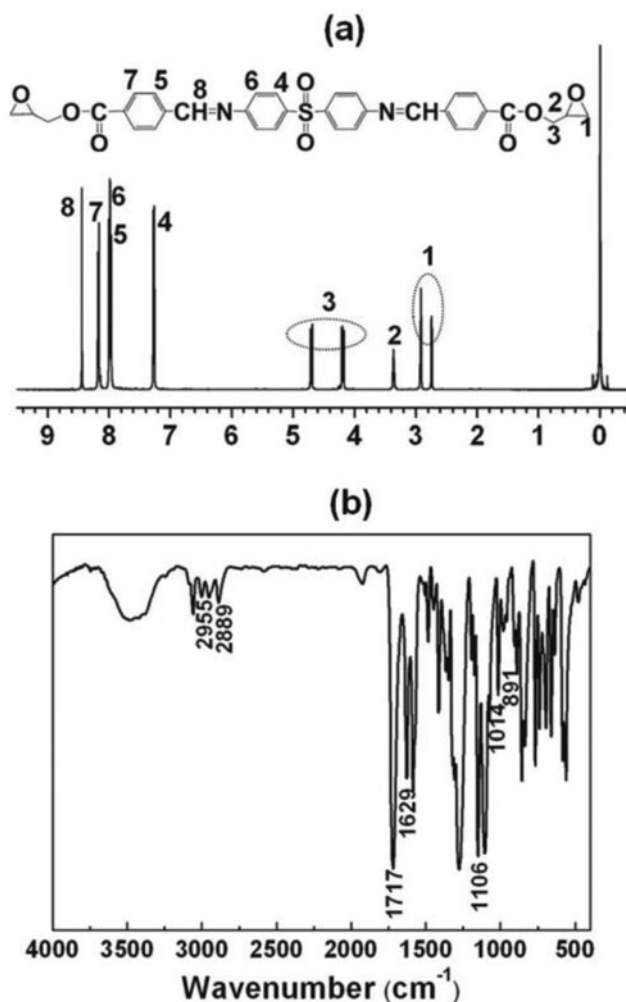 (a)
O 7 5 8 6 4 O 2 O
O C CH=N S N=CH C O 1
O O O 3
8 7 6 5 4 3 2 1
9 8 7 6 5 4 3 2 1 0
(b)
2955 2889 1717 1629 1106 1014 891
4000 3500 3000 2500 2000 1500 1000 500
Wavenumber (cm-1)